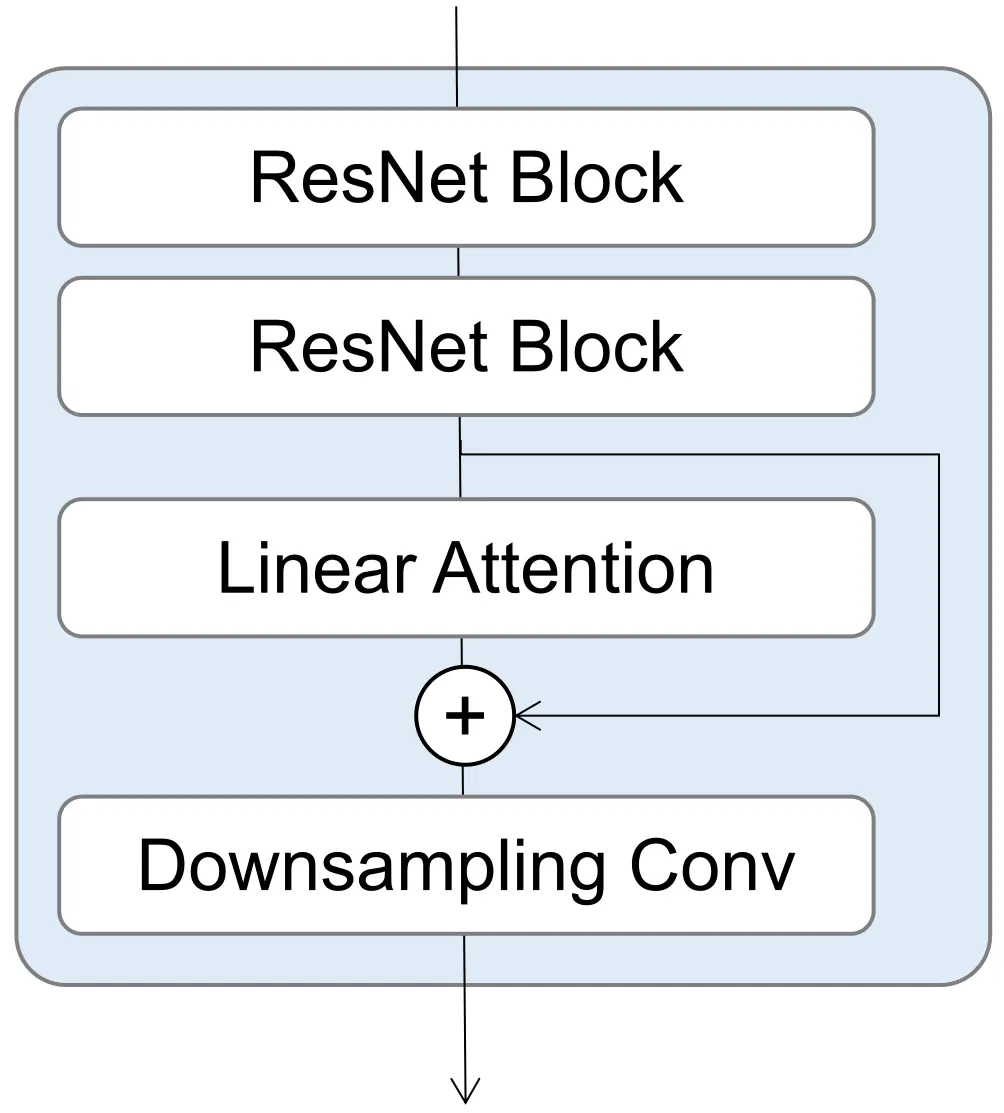 ResNet Block
ResNet Block
Linear Attention
+
Downsampling Conv